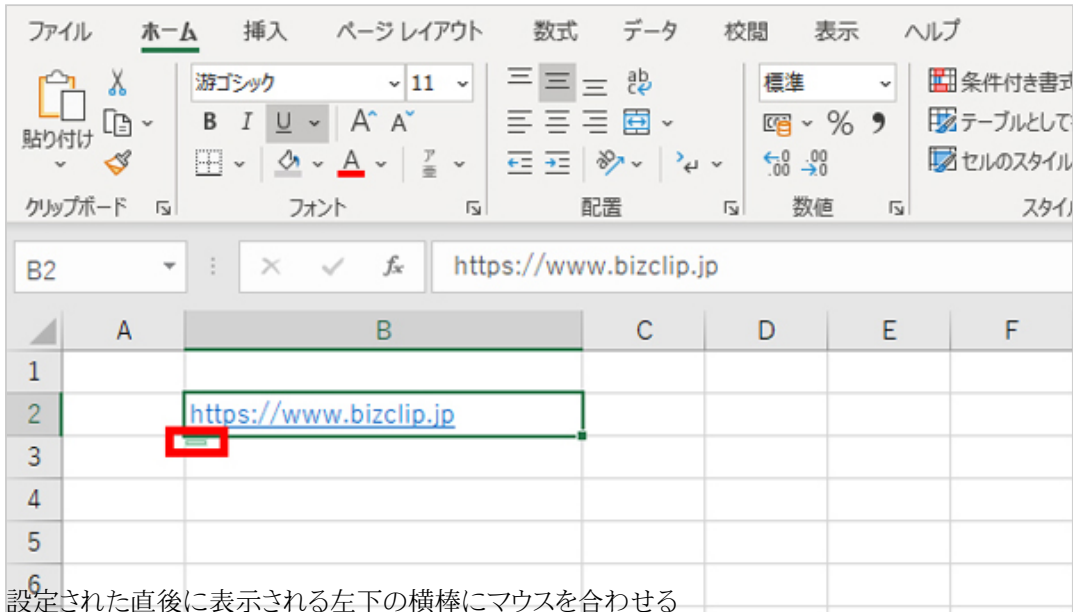 ファイル ホーム 挿入 ページ レイアウト 数式 データ 校閲 表示 ヘルプ
游ゴシック 11 標準 条件付き書式
貼り付け B I U A A ab テーブルとして
A ア 亜 % 9 .00 .00 セルのスタイル
クリップボード フォント 配置 数値 スタイル
B2 fx https://www.bizclip.jp
A B C D E F
1
2 https://www.bizclip.jp
3
4
5
6
設定された直後に表示される左下の横棒にマウスを合わせる